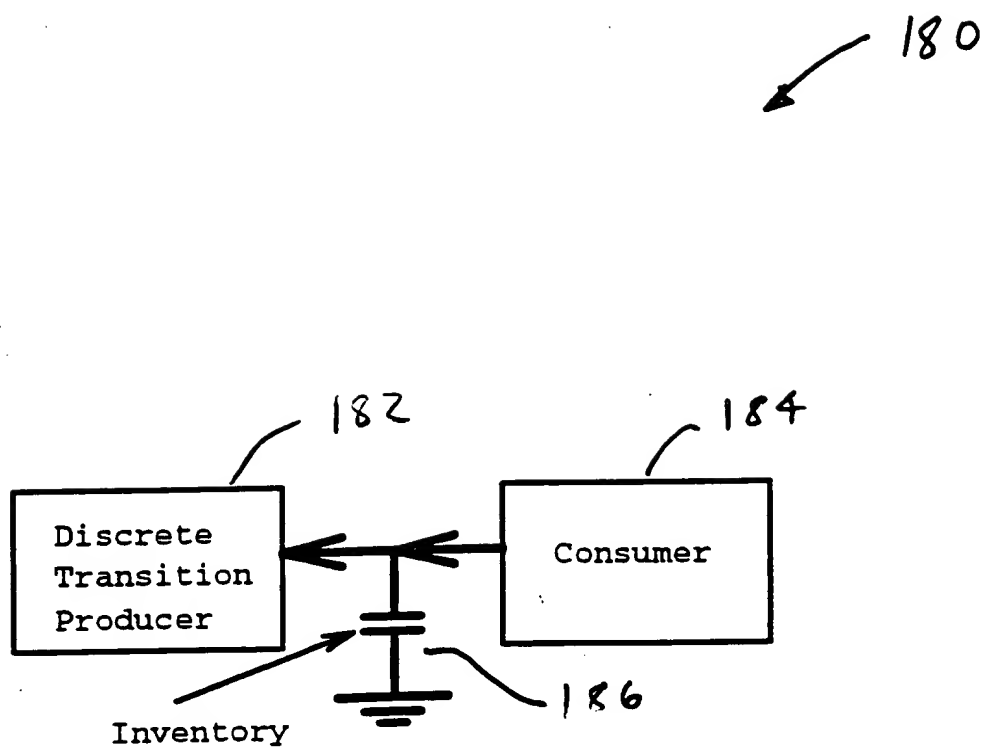 180
182
184
Discrete
Transition
Producer
Consumer
186
Inventory